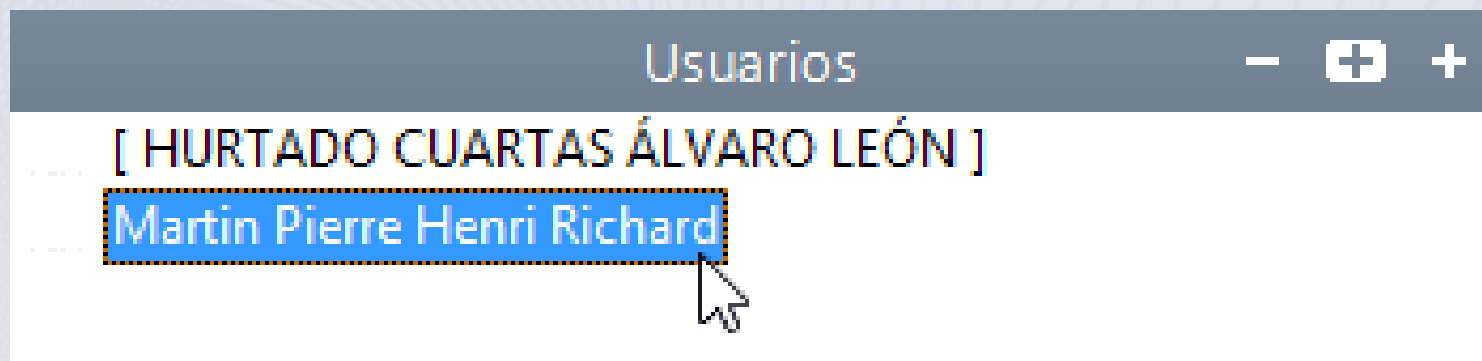 Usuarios
[ HURTADO CUARTAS ÁLVARO LEÓN ]
Martin Pierre Henri Richard